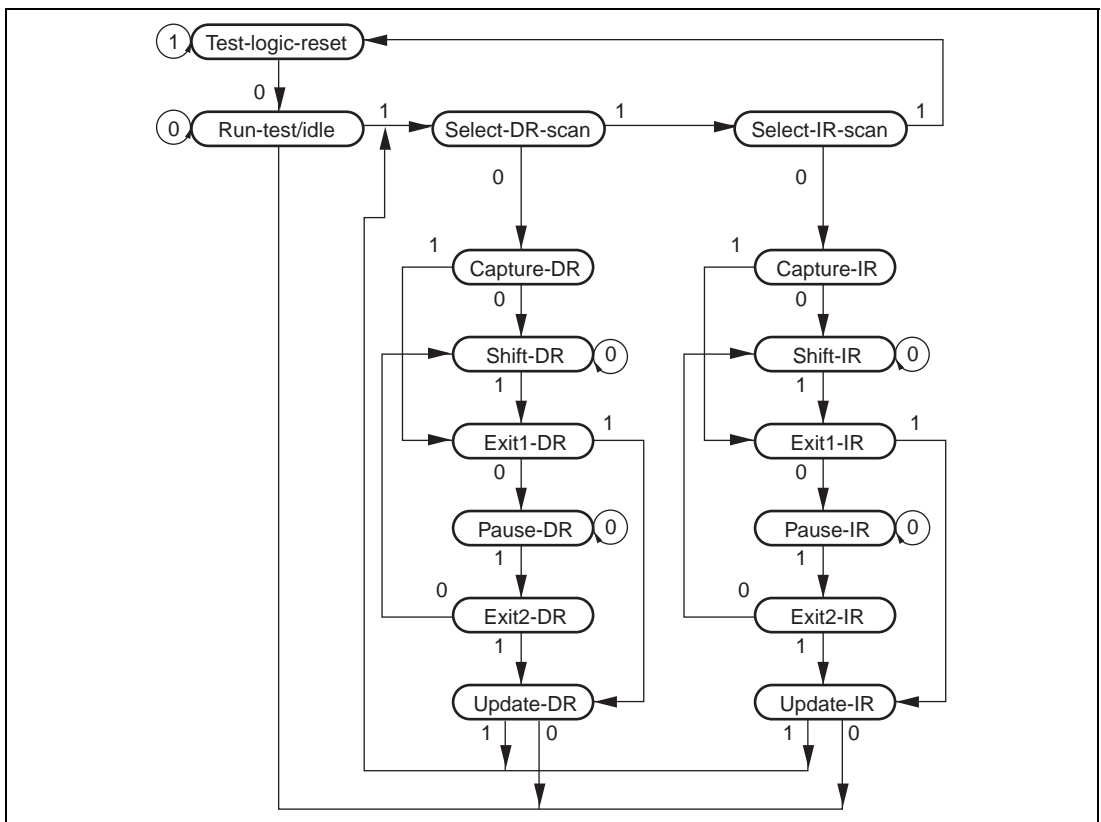 1 Test-logic-reset
0
0 Run-test/idle 1 Select-DR-scan 1 Select-IR-scan 1
0 0
1 1
Capture-DR Capture-IR
0 0
Shift-DR 0 Shift-IR 0
1 1
Exit1-DR 1 Exit1-IR 1
0 0
Pause-DR 0 Pause-IR 0
1 1
0 0
Exit2-DR Exit2-IR
1 1
Update-DR Update-IR
1 0 1 0